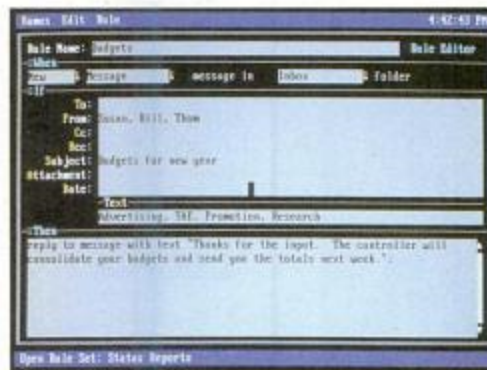 Names Edit Rule 4:42:43 PM
Rule Name: Budgets Rule Editor
When
New Message message in Inbox folder
If
To:
From: Susan, Bill, Thom
Cc:
Bcc:
Subject: Budgets for new year
Attachment:
Date:
Text
Advertising, T&E, Promotion, Research
Then
reply to message with text "Thanks for the input. The controller will
consolidate your budgets and send you the totals next week.";
Open Rule Set: Status Reports